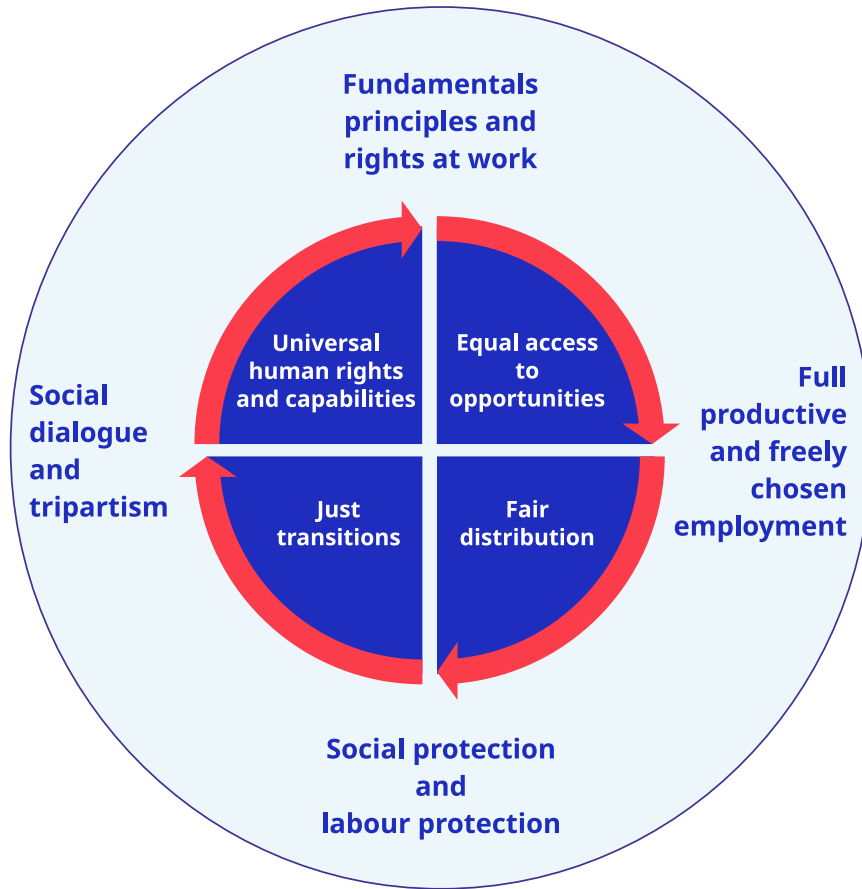 Fundamentals
principles and
rights at work
Universal
human rights
and capabilities
Equal access
to
opportunities
Social
dialogue
and
tripartism
Full
productive
and freely
chosen
employment
Just
transitions
Fair
distribution
Social protection
and
labour protection